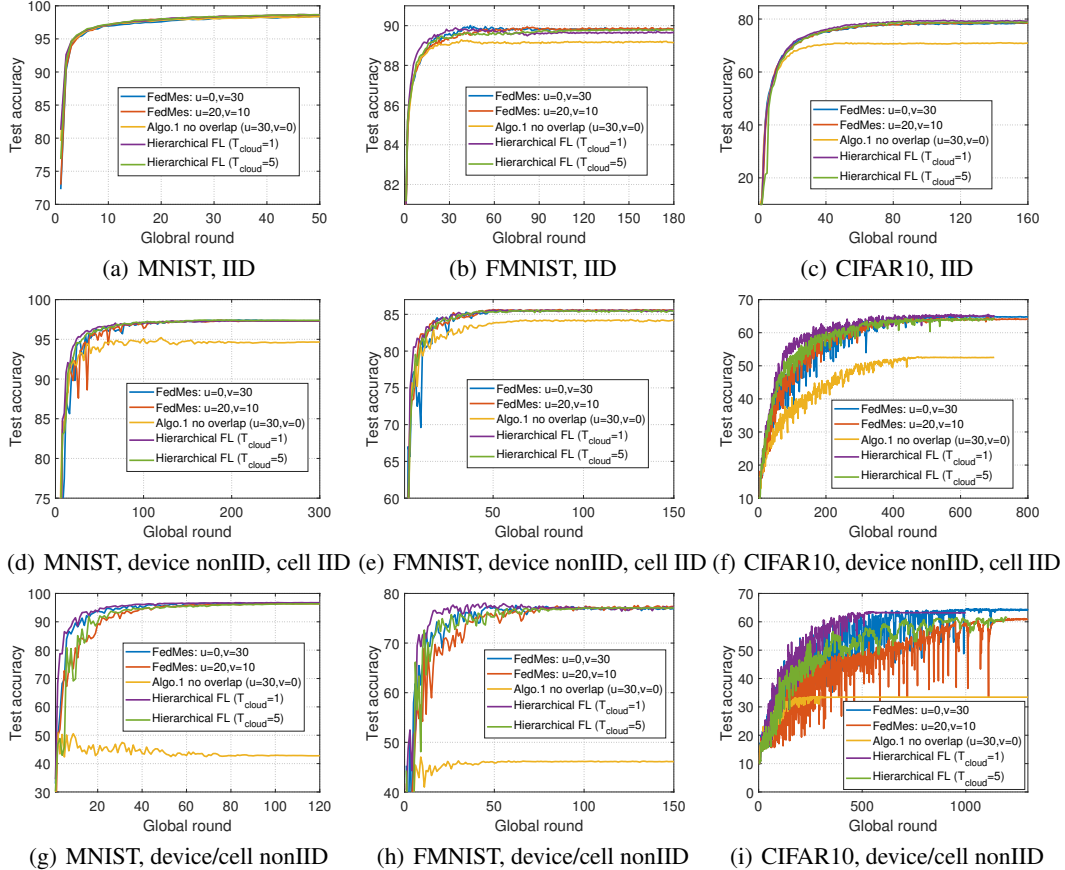 100
95
90
85
80
75
70
Test accuracy
FedMes: u=0,v=30
FedMes: u=20,v=10
Algo.1 no overlap (u=30,v=0)
Hierarchical FL (T_cloud=1)
Hierarchical FL (T_cloud=5)
0 10 20 30 40 50
Globral round
(a) MNIST, IID
90
88
86
84
82
Test accuracy
FedMes: u=0,v=30
FedMes: u=20,v=10
Algo.1 no overlap (u=30,v=0)
Hierarchical FL (T_cloud=1)
Hierarchical FL (T_cloud=5)
0 30 60 90 120 150 180
Global round
(b) FMNIST, IID
80
60
40
20
Test accuracy
FedMes: u=0,v=30
FedMes: u=20,v=10
Algo.1 no overlap (u=30,v=0)
Hierarchical FL (T_cloud=1)
Hierarchical FL (T_cloud=5)
0 40 80 120 160
Global round
(c) CIFAR10, IID
100
95
90
85
80
75
Test accuracy
FedMes: u=0,v=30
FedMes: u=20,v=10
Algo.1 no overlap (u=30,v=0)
Hierarchical FL (T_cloud=1)
Hierarchical FL (T_cloud=5)
0 100 200 300
Global round
(d) MNIST, device nonIID, cell IID
85
80
75
70
65
60
Test accuracy
FedMes: u=0,v=30
FedMes: u=20,v=10
Algo.1 no overlap (u=30,v=0)
Hierarchical FL (T_cloud=1)
Hierarchical FL (T_cloud=5)
0 50 100 150
Global round
(e) FMNIST, device nonIID, cell IID
70
60
50
40
30
20
10
Test accuracy
FedMes: u=0,v=30
FedMes: u=20,v=10
Algo.1 no overlap (u=30,v=0)
Hierarchical FL (T_cloud=1)
Hierarchical FL (T_cloud=5)
0 200 400 600 800
Global round
(f) CIFAR10, device nonIID, cell IID
100
90
80
70
60
50
40
30
Test accuracy
FedMes: u=0,v=30
FedMes: u=20,v=10
Algo.1 no overlap (u=30,v=0)
Hierarchical FL (T_cloud=1)
Hierarchical FL (T_cloud=5)
20 40 60 80 100 120
Global round
(g) MNIST, device/cell nonIID
80
70
60
50
40
Test accuracy
FedMes: u=0,v=30
FedMes: u=20,v=10
Algo.1 no overlap (u=30,v=0)
Hierarchical FL (T_cloud=1)
Hierarchical FL (T_cloud=5)
0 50 100 150
Global round
(h) FMNIST, device/cell nonIID
70
60
50
40
30
20
10
0
Test accuracy
FedMes: u=0,v=30
FedMes: u=20,v=10
Algo.1 no overlap (u=30,v=0)
Hierarchical FL (T_cloud=1)
Hierarchical FL (T_cloud=5)
0 500 1000
Global round
(i) CIFAR10, device/cell nonIID